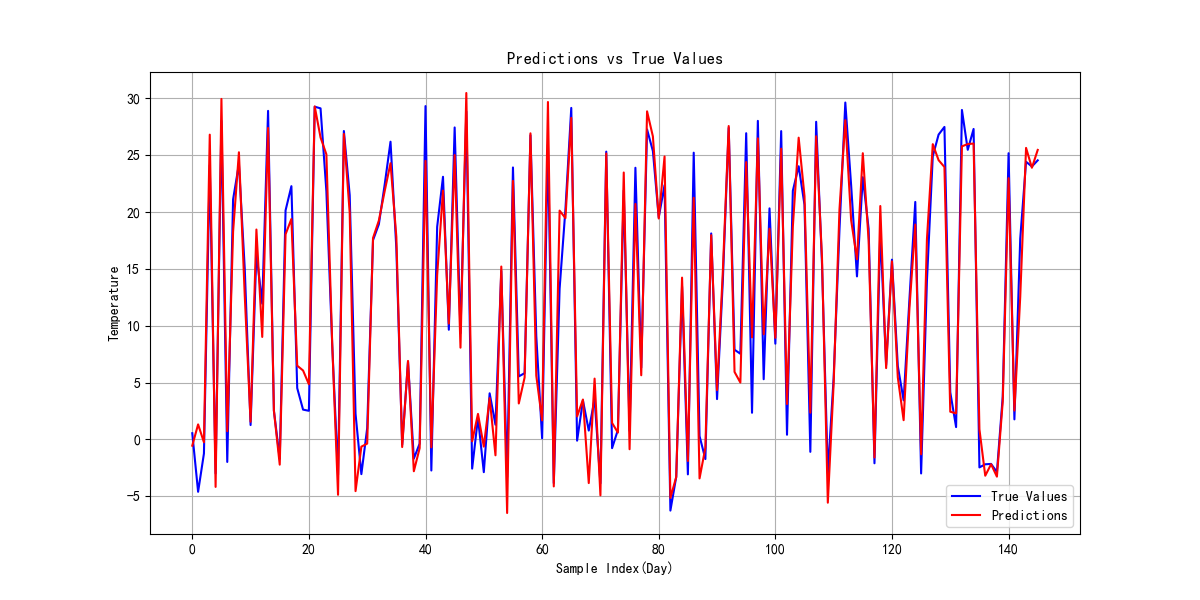 Predictions vs True Values
30
25
20
15
10
5
0
−5
Temperature
0 20 40 60 80 100 120 140
Sample Index(Day)
True Values
Predictions